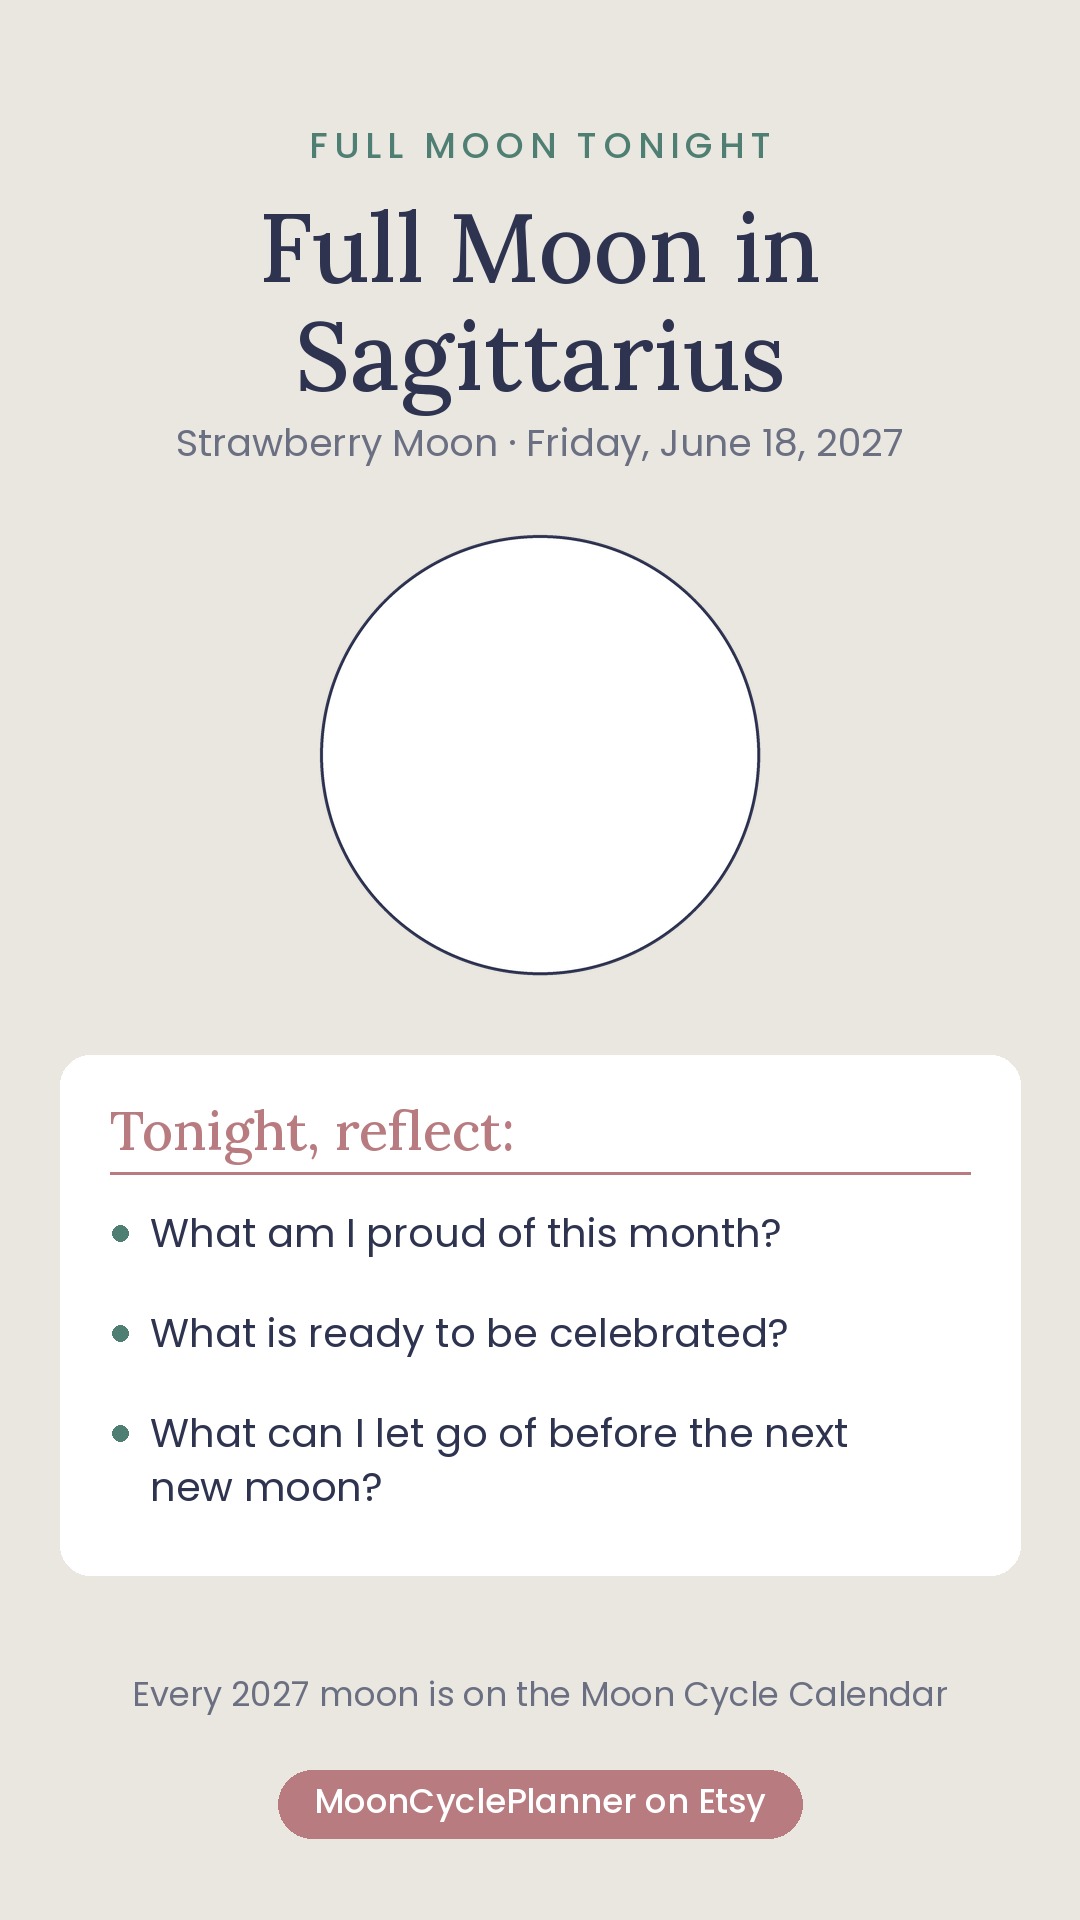 FULL MOON TONIGHT
Full Moon in
Sagittarius
Strawberry Moon · Friday, June 18, 2027
Tonight, reflect:
What am I proud of this month?
What is ready to be celebrated?
What can I let go of before the next
new moon?
Every 2027 moon is on the Moon Cycle Calendar
MoonCyclePlanner on Etsy